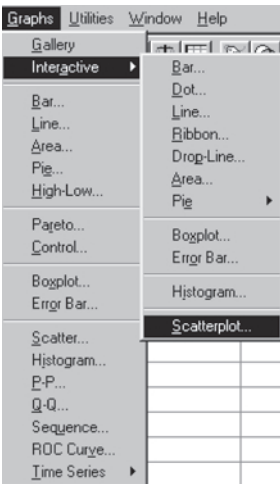 Graphs Utilities Window Help
Gallery
Interactive
Bar...
Line...
Area...
Pie...
High-Low...
Pareto...
Control...
Boxplot...
Error Bar...
Scatter...
Histogram...
P-P...
Q-Q...
Sequence...
ROC Curve...
Time Series
Bar...
Dot...
Line...
Ribbon...
Drop-Line...
Area...
Pie
Boxplot...
Error Bar...
Histogram...
Scatterplot...